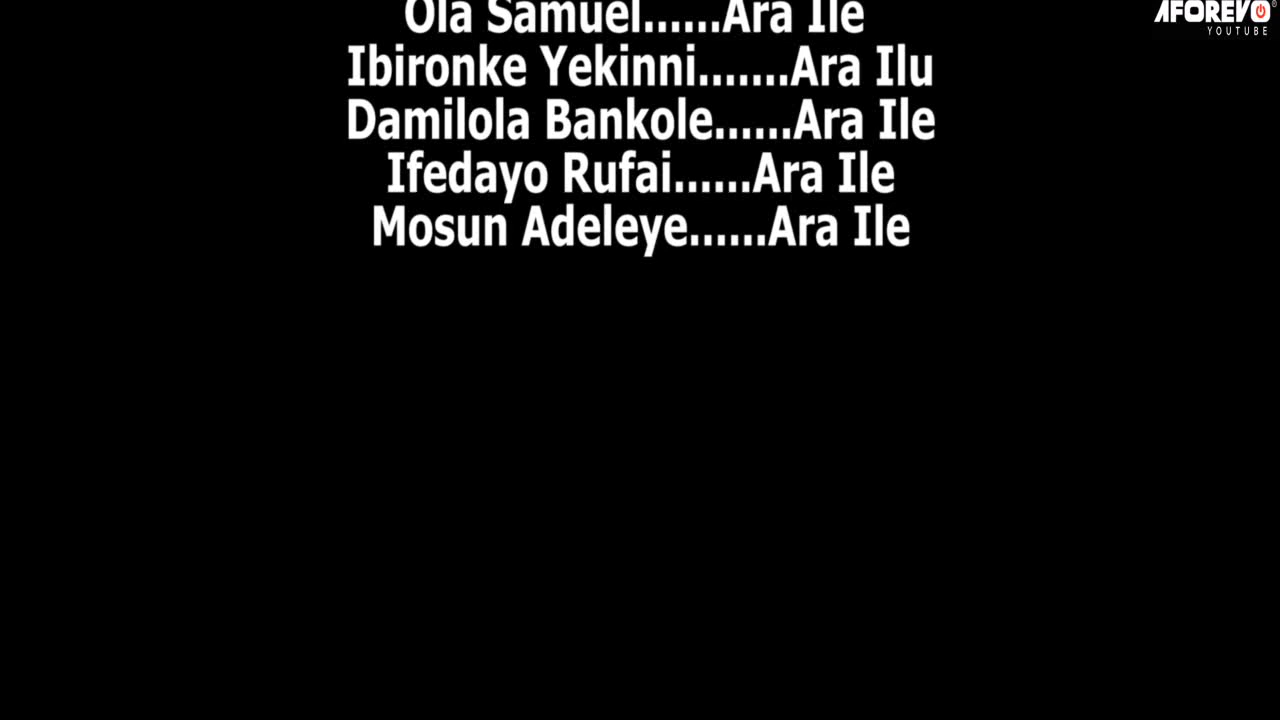 Ola Samuel......Ara Ile
Ibironke Yekinni.......Ara Ilu
Damilola Bankole......Ara Ile
Ifedayo Rufai......Ara Ile
Mosun Adeleye......Ara Ile
AFOREVO
YOUTUBE